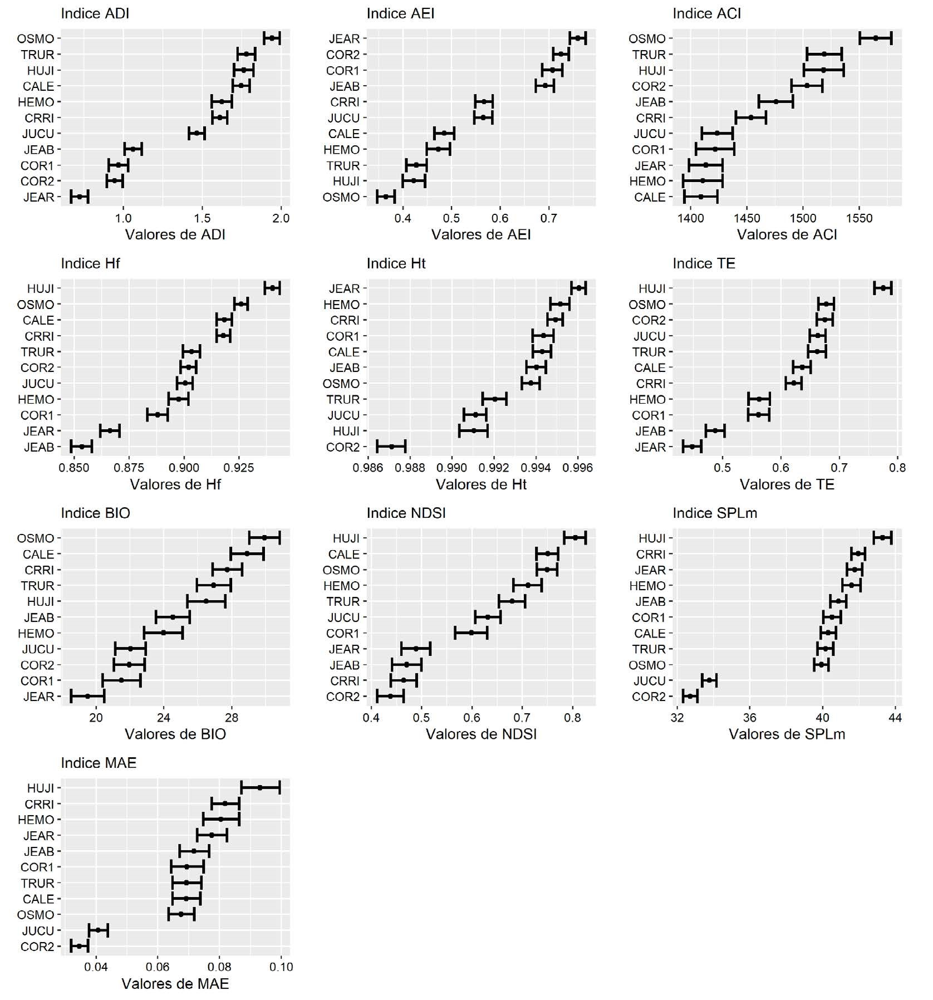 Indice ADI
OSMO
TRUR
HUJI
CALE
HEMO
CRRI
JUCU
JEAB
COR1
COR2
JEAR
1.0 1.5 2.0
Valores de ADI
Indice AEI
JEAR
COR2
COR1
JEAB
CRRI
JUCU
CALE
HEMO
TRUR
HUJI
OSMO
0.4 0.5 0.6 0.7
Valores de AEI
Indice ACI
OSMO
TRUR
HUJI
COR2
JEAB
CRRI
JUCU
COR1
JEAR
HEMO
CALE
1400 1450 1500 1550
Valores de ACI
Indice Hf
HUJI
OSMO
CALE
CRRI
TRUR
COR2
JUCU
HEMO
COR1
JEAR
JEAB
0.850 0.875 0.900 0.925
Valores de Hf
Indice Ht
JEAR
HEMO
CRRI
COR1
CALE
JEAB
OSMO
TRUR
JUCU
HUJI
COR2
0.986 0.988 0.990 0.992 0.994 0.996
Valores de Ht
Indice TE
HUJI
OSMO
COR2
JUCU
TRUR
CALE
CRRI
HEMO
COR1
JEAB
JEAR
0.5 0.6 0.7 0.8
Valores de TE
Indice BIO
OSMO
CALE
CRRI
TRUR
HUJI
JEAB
HEMO
JUCU
COR2
COR1
JEAR
20 24 28
Valores de BIO
Indice NDSI
HUJI
CALE
OSMO
HEMO
TRUR
JUCU
COR1
JEAR
JEAB
CRRI
COR2
0.4 0.5 0.6 0.7 0.8
Valores de NDSI
Indice SPLm
HUJI
CRRI
JEAR
HEMO
JEAB
COR1
CALE
TRUR
OSMO
JUCU
COR2
32 36 40 44
Valores de SPLm
Indice MAE
HUJI
CRRI
HEMO
JEAR
JEAB
COR1
TRUR
CALE
OSMO
JUCU
COR2
0.04 0.06 0.08 0.10
Valores de MAE